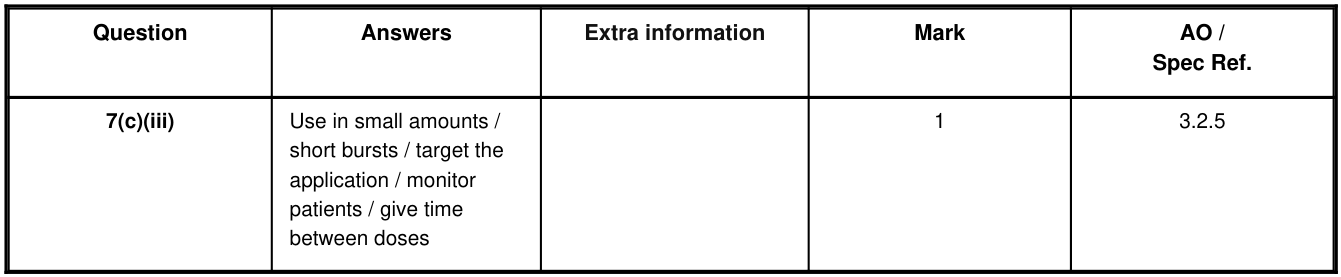 Question Answers Extra information Mark AO /
Spec Ref.
7(c)(iii) Use in small amounts / 1 3.2.5
short bursts / target the
application / monitor
patients / give time
between doses